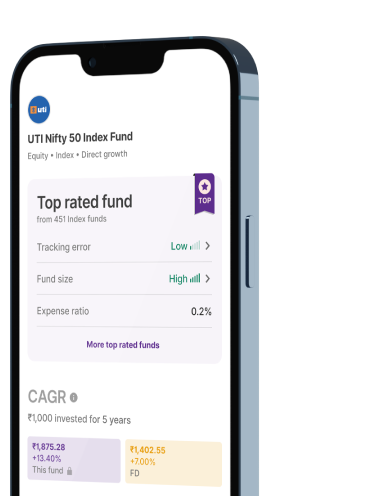 uti
UTI Nifty 50 Index Fund
Equity • Index • Direct growth
TOP
Top rated fund
from 451 Index funds
Tracking error Low
Fund size High
Expense ratio 0.2%
More top rated funds
CAGR
₹1,000 invested for 5 years
₹1,875.28 ₹1,402.55
+13.40% +7.00%
This fund FD